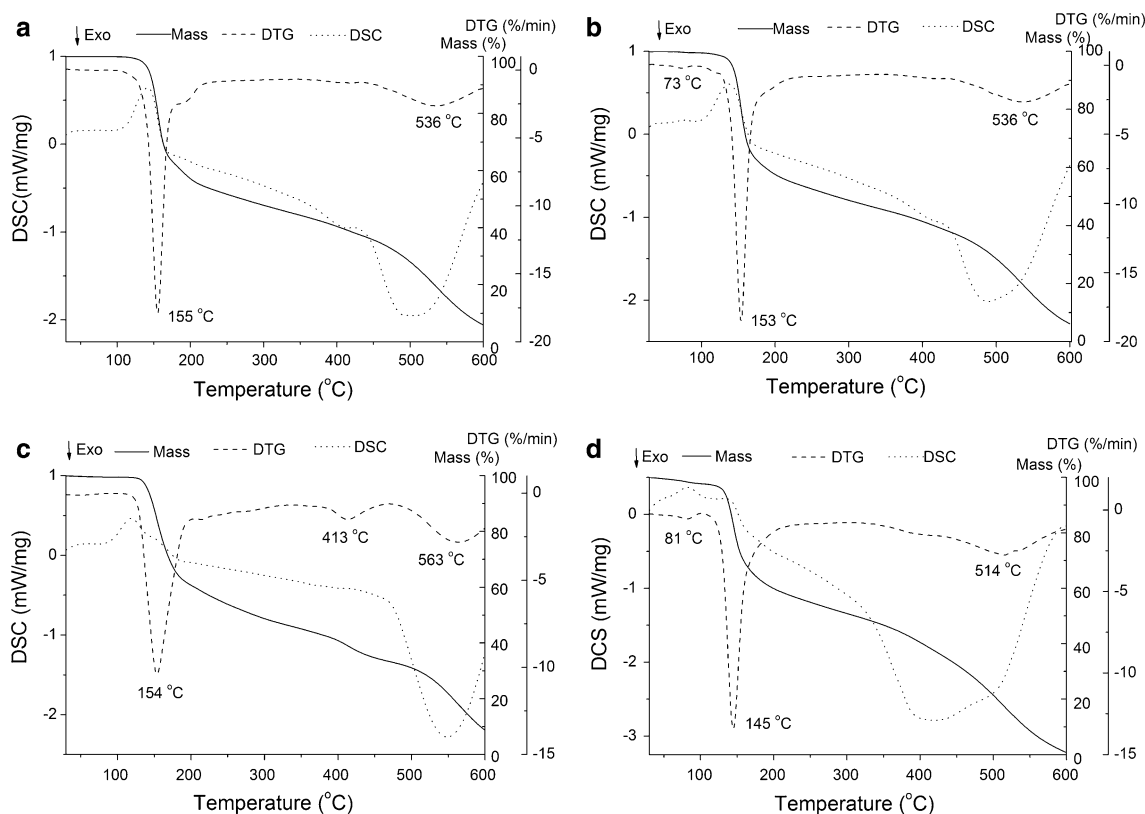 a
DTG (%/min)
Exo Mass DTG DSC
Mass (%)
1
0
-1
-2
DSC(mW/mg)
100
80
60
40
20
0
0
-5
-10
-15
-20
536 °C
155 °C
100 200 300 400 500 600
Temperature (°C)
b
DTG (%/min)
Exo Mass DTG DSC
Mass (%)
1
0
-1
-2
DSC (mW/mg)
100
80
60
40
20
0
0
-5
-10
-15
-20
73 °C
536 °C
153 °C
100 200 300 400 500 600
Temperature (°C)
c
DTG (%/min)
Exo Mass DTG DSC
Mass (%)
1
0
-1
-2
DSC (mW/mg)
100
80
60
40
20
0
0
-5
-10
-15
413 °C
563 °C
154 °C
100 200 300 400 500 600
Temperature (°C)
d
DTG (%/min)
Exo Mass DTG DSC
Mass (%)
0
-1
-2
-3
DCS (mW/mg)
100
80
60
40
20
0
0
-5
-10
-15
81 °C
514 °C
145 °C
100 200 300 400 500 600
Temperature (°C)